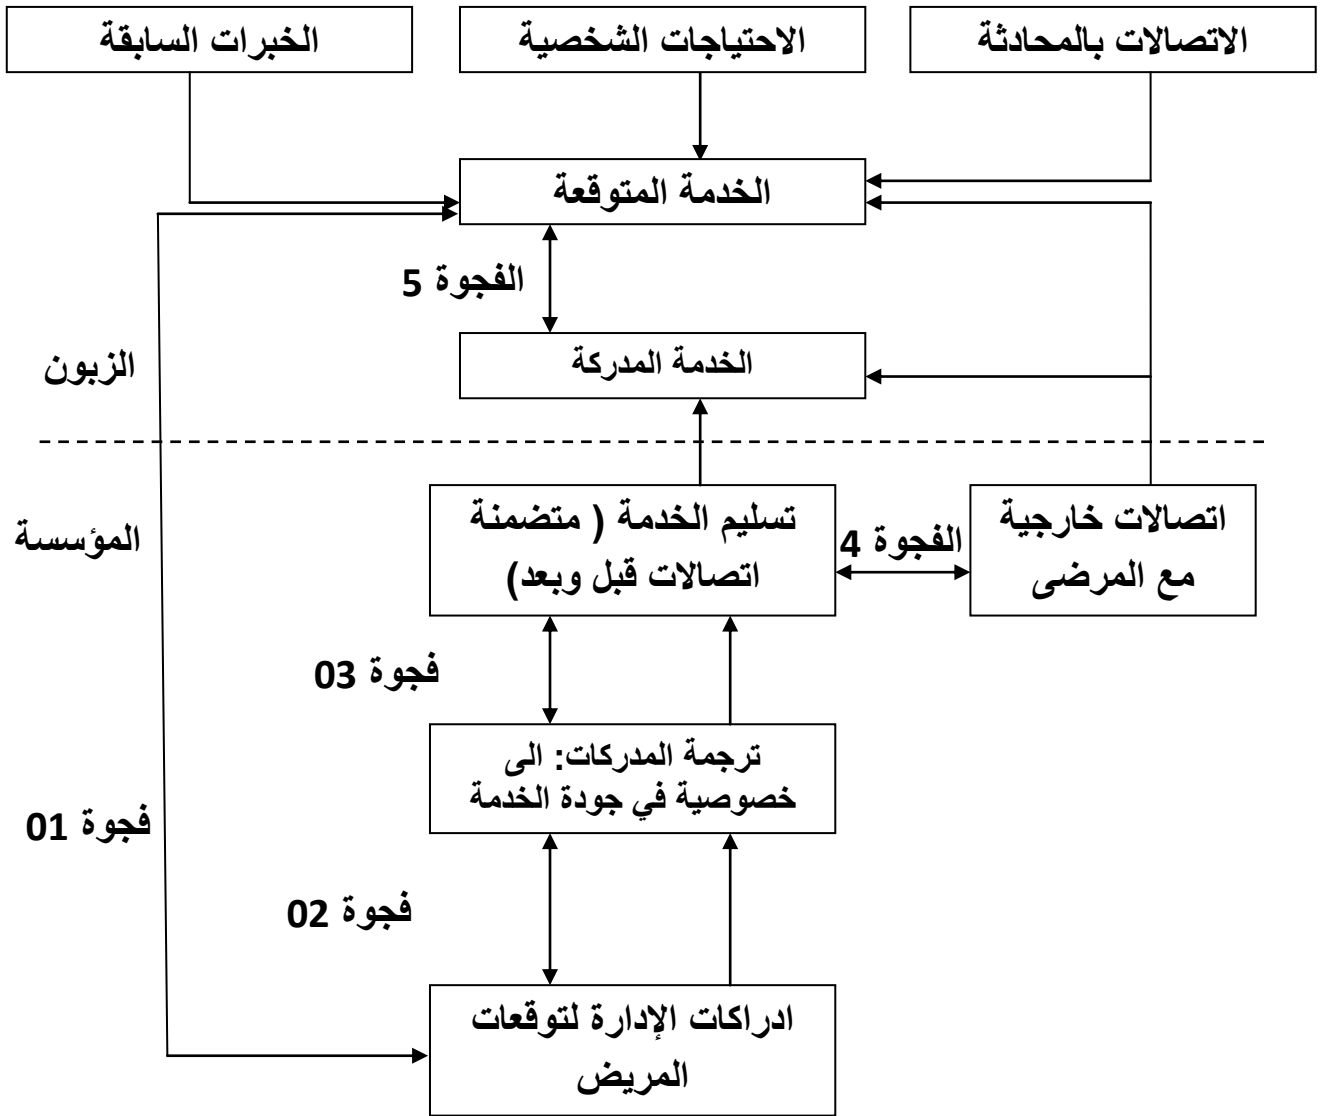 الاتصالات بالمحادثة
الاحتياجات الشخصية
الخبرات السابقة
الخدمة المتوقعة
الفجوة 5
الخدمة المدركة
الزبون
المؤسسة
اتصالات خارجية
مع المرضى
الفجوة 4
تسليم الخدمة ( متضمنة
اتصالات قبل وبعد)
فجوة 03
ترجمة المدركات: الى
خصوصية في جودة الخدمة
فجوة 01
فجوة 02
ادراكات الإدارة لتوقعات
المريض